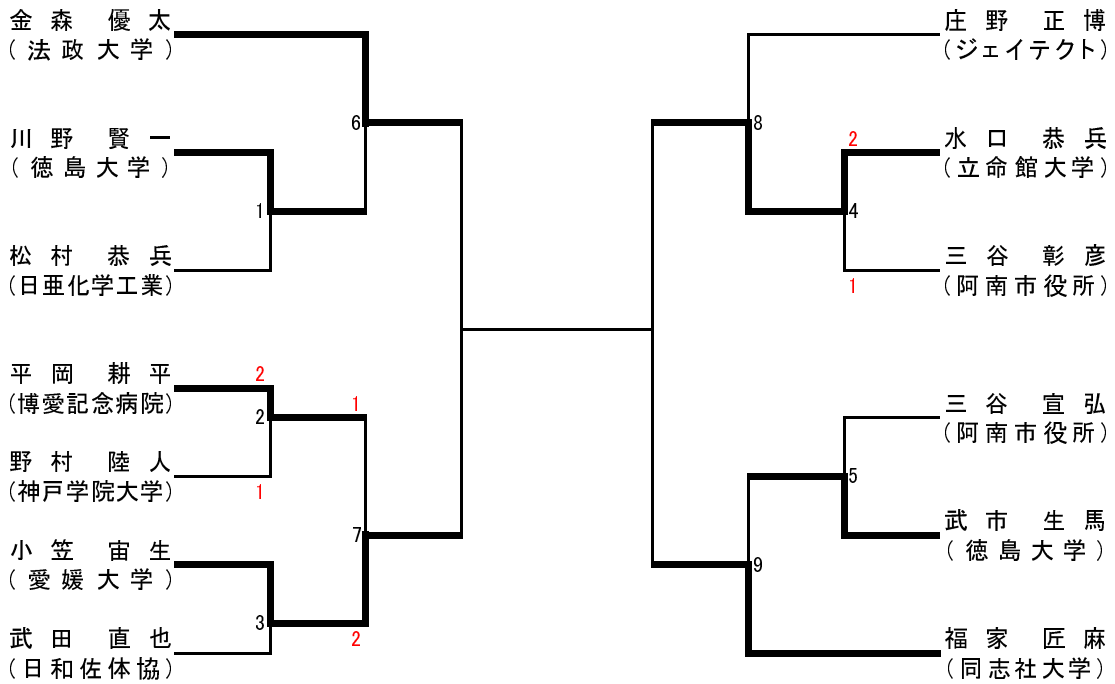 金森 優太
(法政大学)
川野 賢一
(徳島大学)
1
松村 恭兵
(日亜化学工業)
6
平岡 耕平
(博愛記念病院)
2
2
1
野村 陸人
(神戸学院大学)
1
7
小笠 宙生
(愛媛大学)
3
2
武田 直也
(日和佐体協)
庄野 正博
(ジェイテクト)
8
水口 恭兵
(立命館大学)
2
4
三谷 彰彦
(阿南市役所)
1
三谷 宣弘
(阿南市役所)
5
武市 生馬
(徳島大学)
9
福家 匠麻
(同志社大学)